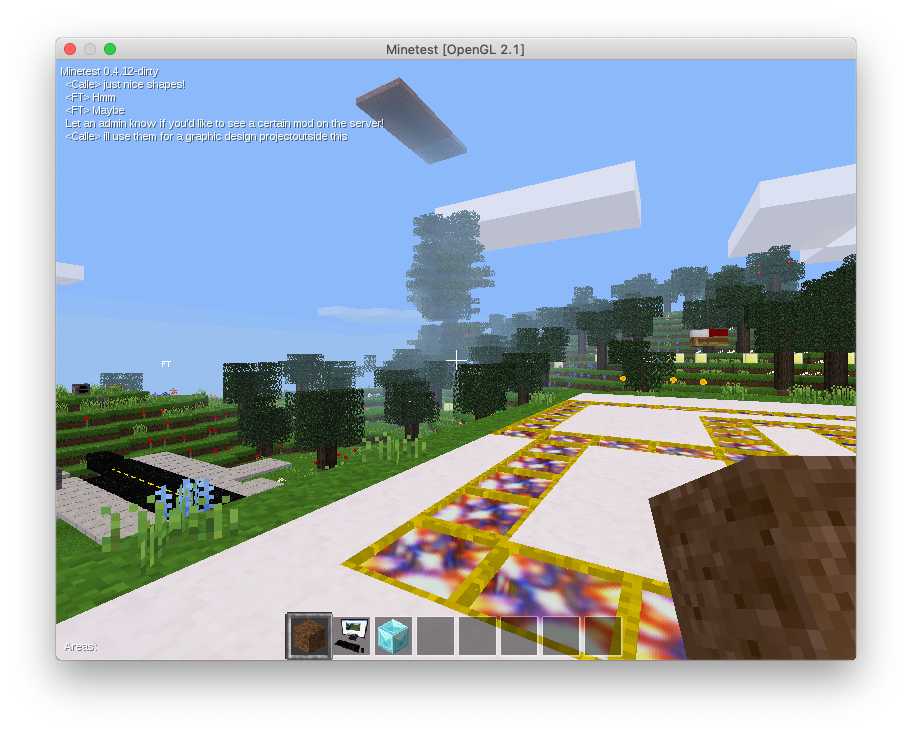 Minetest [OpenGL 2.1]
Minetest 0.4.12-dirty
<Calle> just nice shapes!
<FT> Hmm
<FT> Maybe
Let an admin know if you'd like to see a certain mod on the server!
<Calle> Ill use them for a graphic design projectoutside this
FT
Areas: